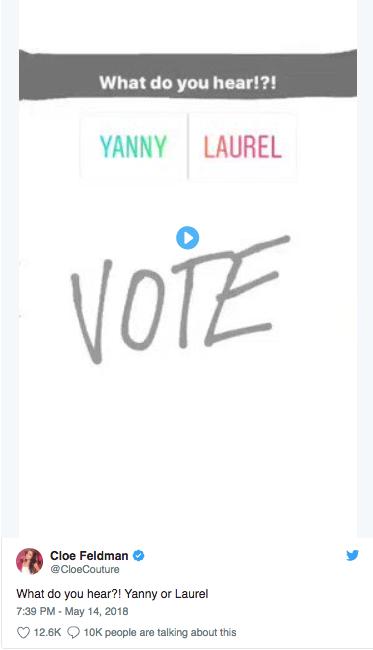 What do you hear!?!
YANNY
LAUREL
VOTE
Cloe Feldman
@CloeCouture
What do you hear?! Yanny or Laurel
7:39 PM - May 14, 2018
12.6K 10K people are talking about this